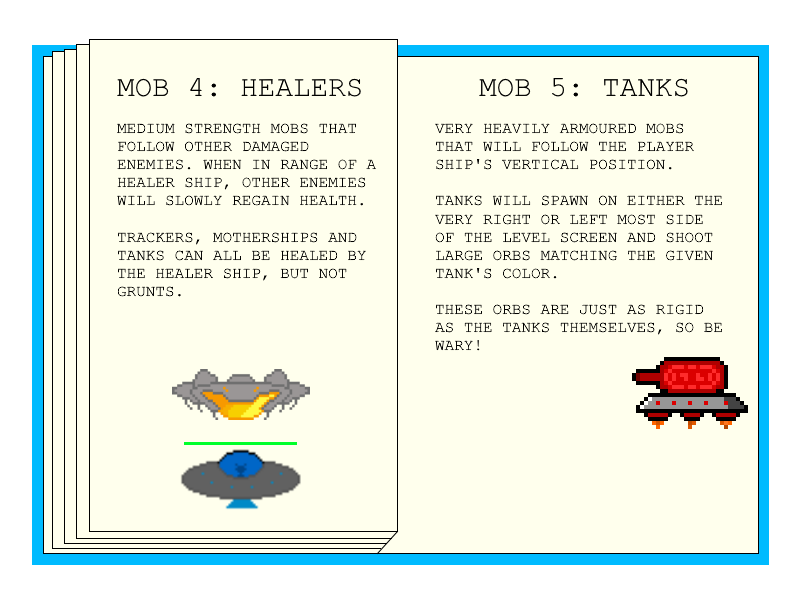 MOB 4: HEALERS
MEDIUM STRENGTH MOBS THAT
FOLLOW OTHER DAMAGED
ENEMIES. WHEN IN RANGE OF A
HEALER SHIP, OTHER ENEMIES
WILL SLOWLY REGAIN HEALTH.
TRACKERS, MOTHERSHIPS AND
TANKS CAN ALL BE HEALED BY
THE HEALER SHIP, BUT NOT
GRUNTS.
MOB 5: TANKS
VERY HEAVILY ARMOURED MOBS
THAT WILL FOLLOW THE PLAYER
SHIP'S VERTICAL POSITION.
TANKS WILL SPAWN ON EITHER THE
VERY RIGHT OR LEFT MOST SIDE
OF THE LEVEL SCREEN AND SHOOT
LARGE ORBS MATCHING THE GIVEN
TANK'S COLOR.
THESE ORBS ARE JUST AS RIGID
AS THE TANKS THEMSELVES, SO BE
WARY!